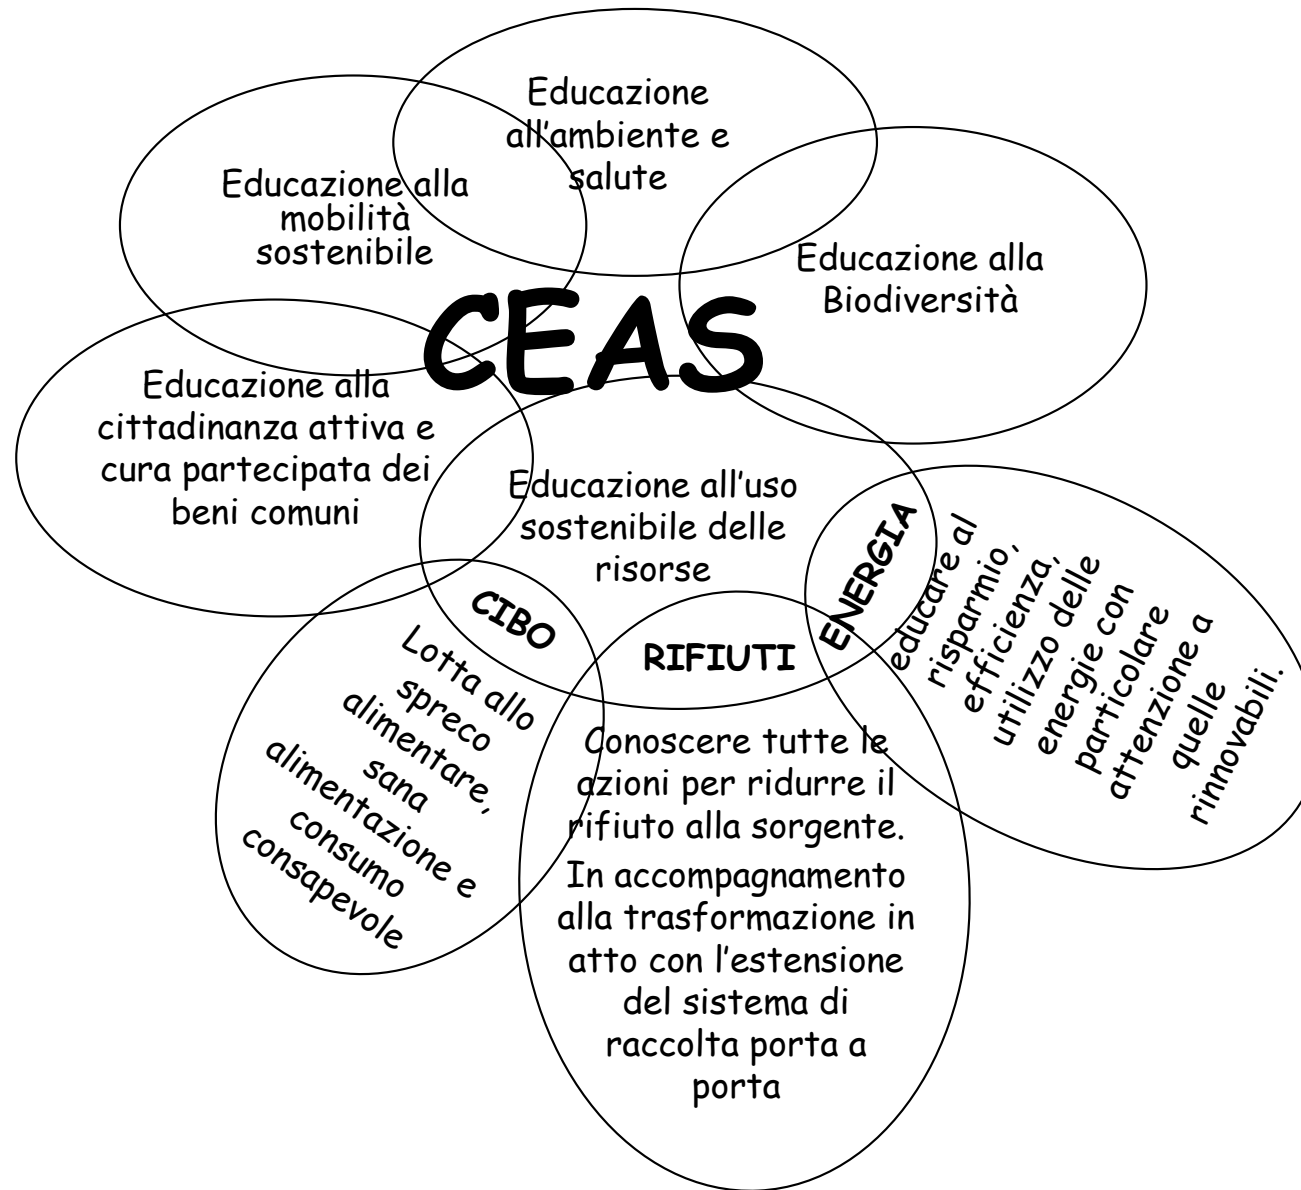 Educazione
all'ambiente e
salute
Educazione alla
mobilità
sostenibile
Educazione alla
Biodiversità
CEAS
Educazione alla
cittadinanza attiva e
cura partecipata dei
beni comuni
Educazione all'uso
sostenibile delle
risorse
CIBO
RIFIUTI
ENERGIA
Lotta allo
spreco
alimentare,
sana
alimentazione e
consumo
consapevole
Conoscere tutte le
azioni per ridurre il
rifiuto alla sorgente.
In accompagnamento
alla trasformazione in
atto con l'estensione
del sistema di
raccolta porta a
porta
educare al
risparmio,
efficienza,
utilizzo delle
energie con
particolare
attenzione a
quelle
rinnovabili.